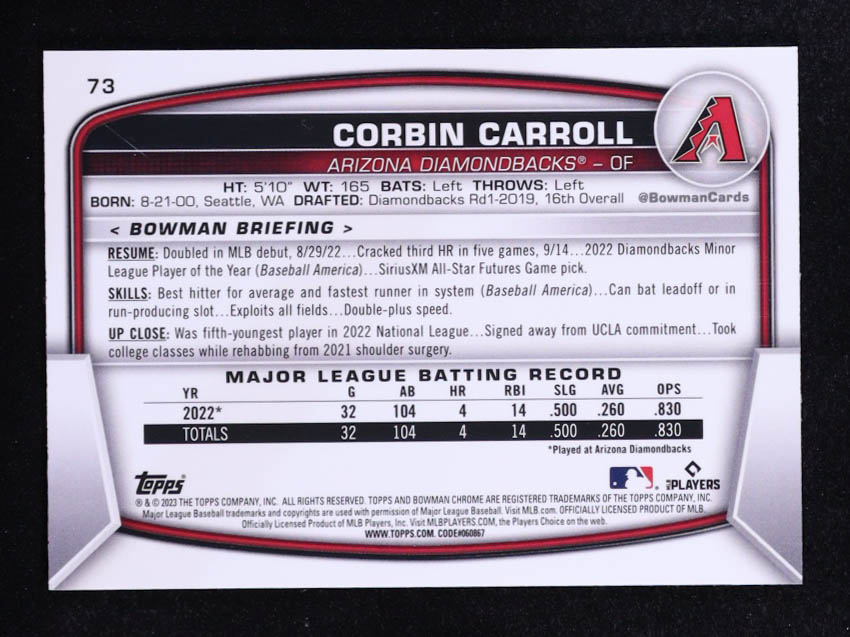 73
CORBIN CARROLL
ARIZONA DIAMONDBACKS® – OF
HT: 5'10" WT: 165 BATS: Left THROWS: Left
BORN: 8-21-00, Seattle, WA DRAFTED: Diamondbacks Rd1-2019, 16th Overall @BowmanCards
< BOWMAN BRIEFING >
RESUME: Doubled in MLB debut, 8/29/22...Cracked third HR in five games, 9/14...2022 Diamondbacks Minor
League Player of the Year (Baseball America)...SiriusXM All-Star Futures Game pick.
SKILLS: Best hitter for average and fastest runner in system (Baseball America)...Can bat leadoff or in
run-producing slot...Exploits all fields...Double-plus speed.
UP CLOSE: Was fifth-youngest player in 2022 National League...Signed away from UCLA commitment...Took
college classes while rehabbing from 2021 shoulder surgery.
MAJOR LEAGUE BATTING RECORD
YR G AB HR RBI SLG AVG OPS
2022* 32 104 4 14 .500 .260 .830
TOTALS 32 104 4 14 .500 .260 .830
*Played at Arizona Diamondbacks
TOPPS MLB PLAYERS
® & © 2023 THE TOPPS COMPANY, INC. ALL RIGHTS RESERVED. TOPPS AND BOWMAN CHROME ARE REGISTERED TRADEMARKS OF THE TOPPS COMPANY, INC.
Major League Baseball trademarks and copyrights are used with permission of Major League Baseball. Visit MLB.com. OFFICIALLY LICENSED PRODUCT OF MLB
Officially Licensed Product of MLB Players, Inc. Visit MLBPLAYERS.COM, the Players Choice on the web.
WWW.TOPPS.COM. CODE#060867